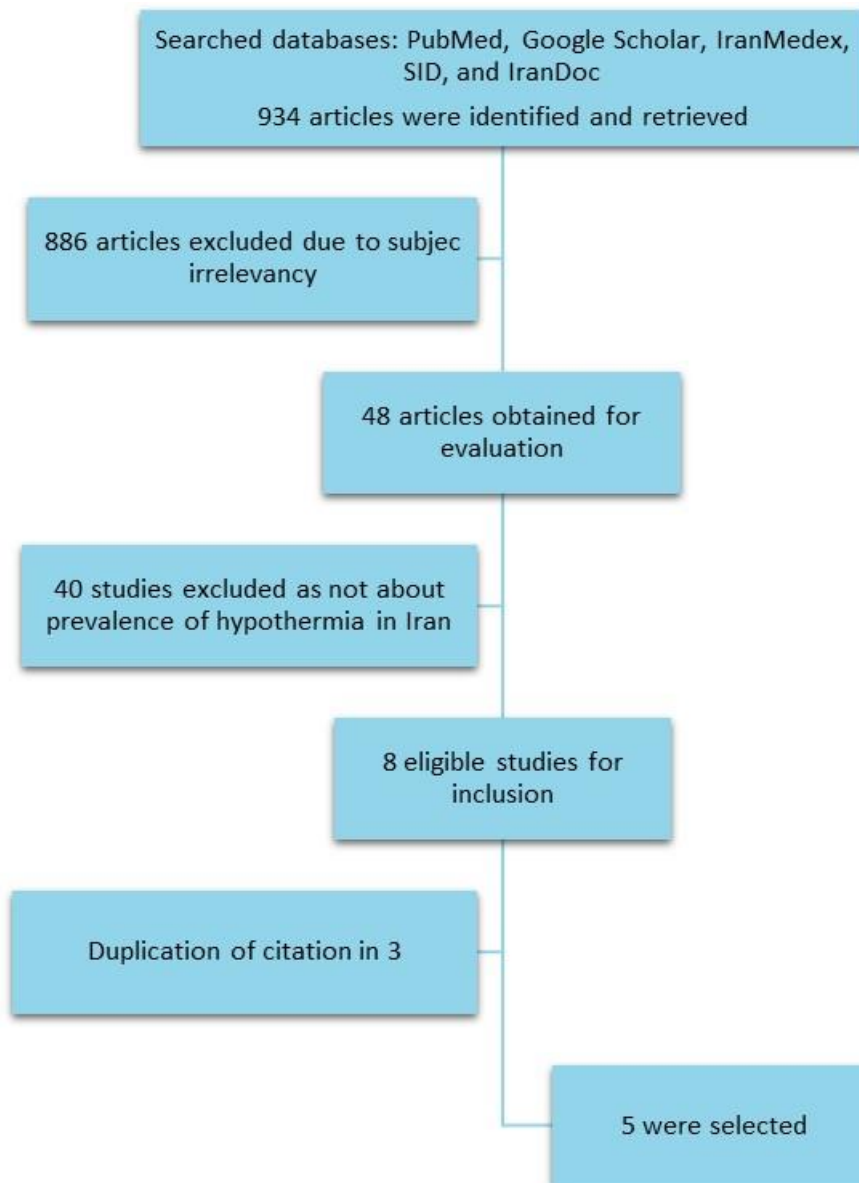 Searched databases: PubMed, Google Scholar, IranMedex,
SID, and IranDoc
934 articles were identified and retrieved
886 articles excluded due to subjec
irrelevancy
48 articles obtained for
evaluation
40 studies excluded as not about
prevalence of hypothermia in Iran
8 eligible studies for
inclusion
Duplication of citation in 3
5 were selected